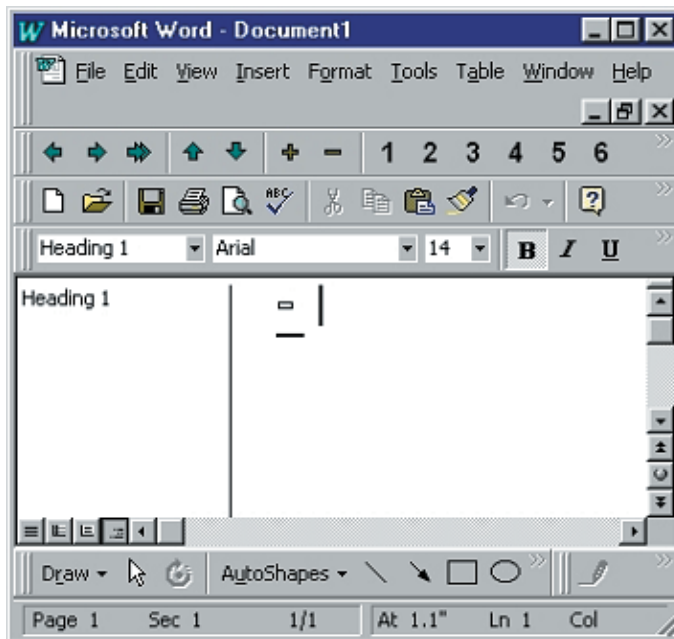 W Microsoft Word - Document1
File Edit View Insert Format Tools Table Window Help
1 2 3 4 5 6
ABC
Heading 1 Arial 14 B I U
Heading 1
Draw AutoShapes
Page 1 Sec 1 1/1 At 1.1" Ln 1 Col